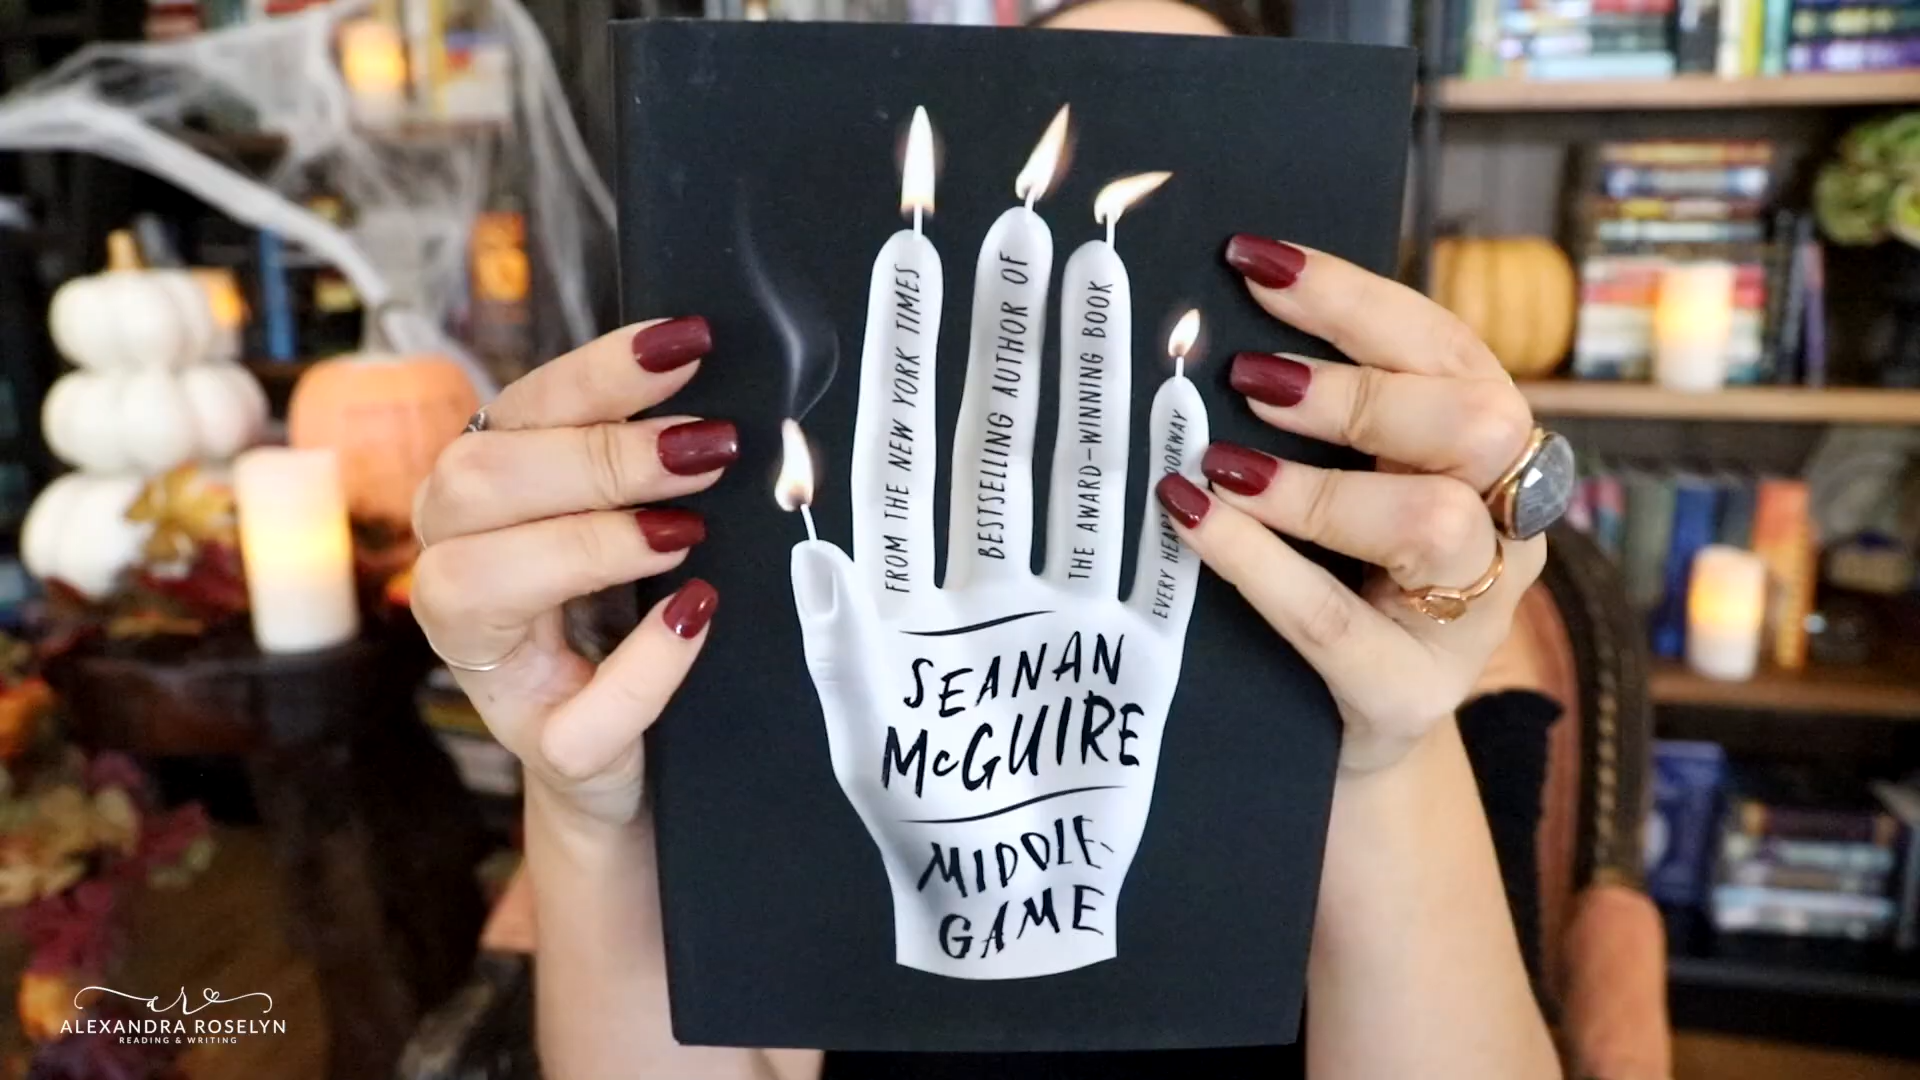 FROM THE NEW YORK TIMES
BESTSELLING AUTHOR OF
THE AWARD-WINNING BOOK
EVERY
SEANAN
McGUIRE
MIDDLE-
GAME
ar
ALEXANDRA ROSELYN
READING & WRITING